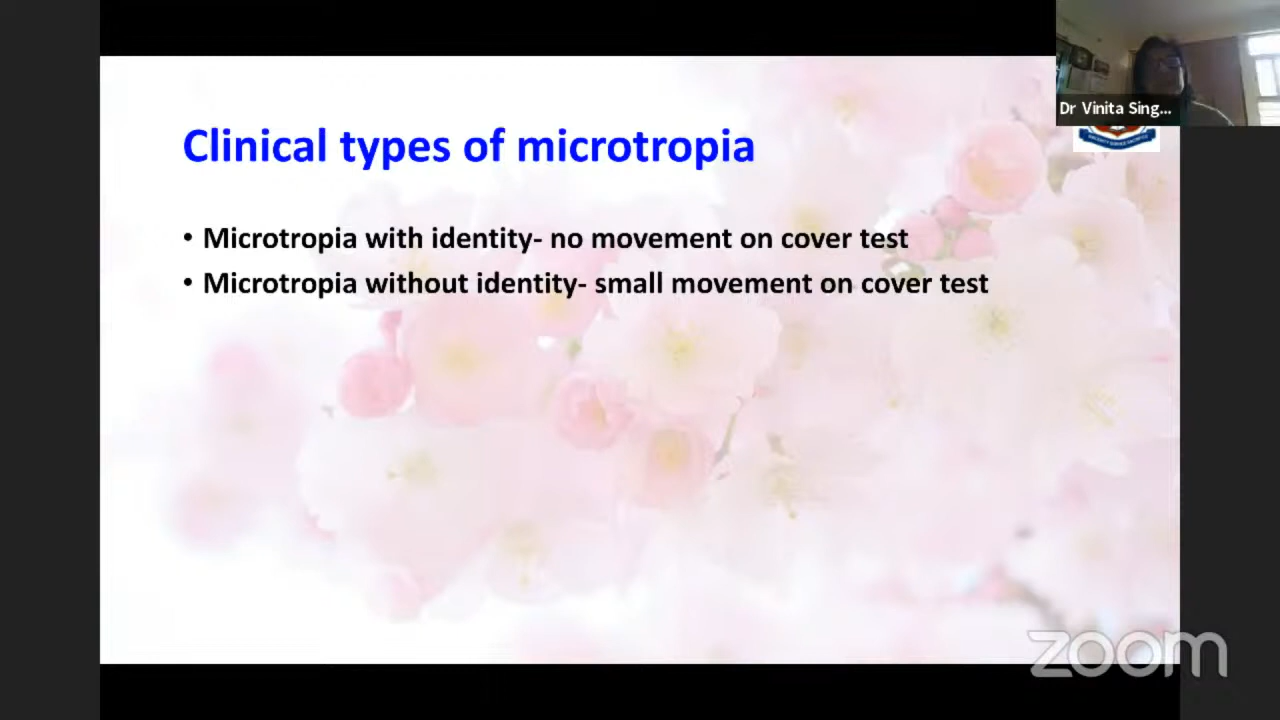 Dr Vinita Sing...
Clinical types of microtropia
• Microtropia with identity- no movement on cover test
• Microtropia without identity- small movement on cover test
zoom